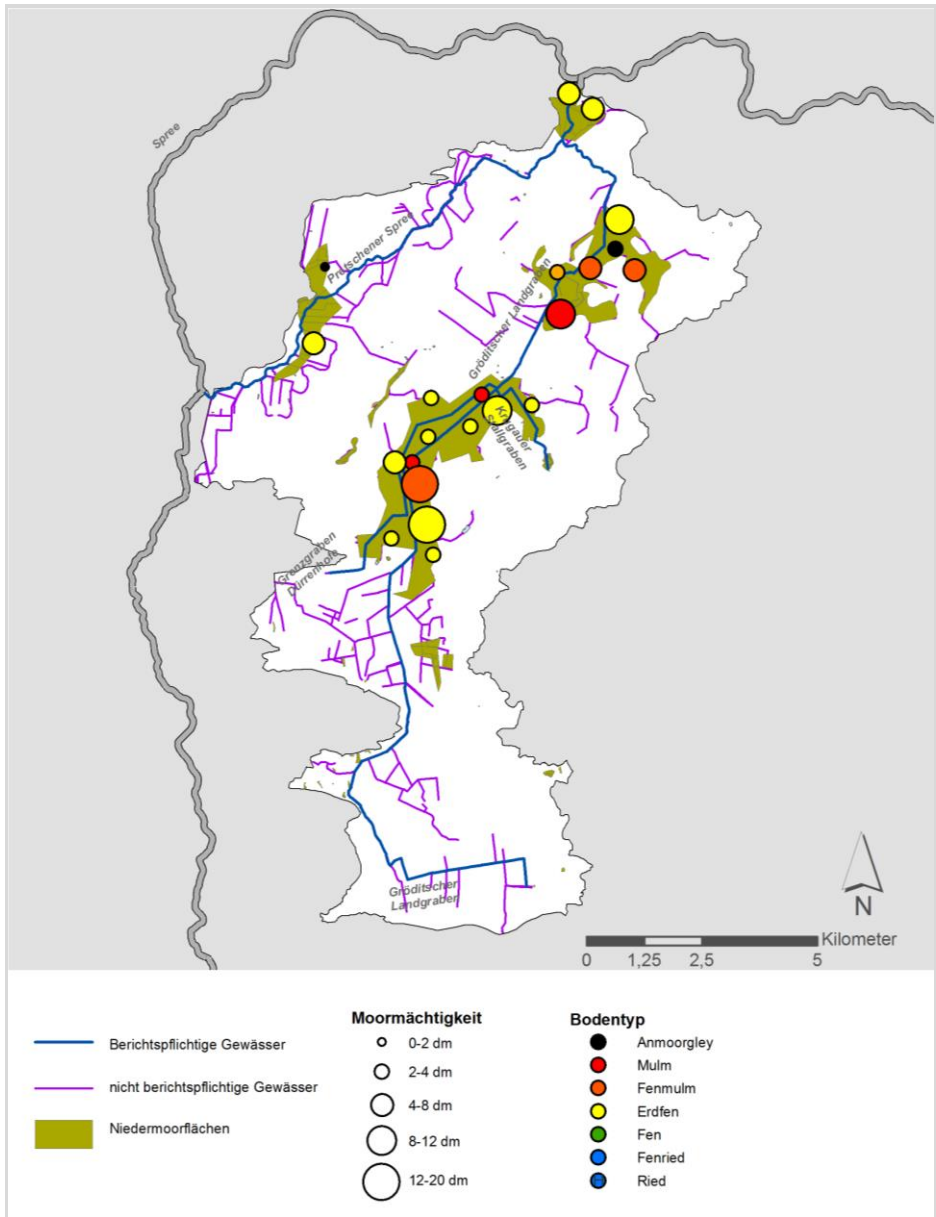 Spree
Pretschener Spree
Gröditscher Landgraben
Krugauer
Stallgraben
Grenzgraben
Dürrenhofe
Gröditscher
Landgraber
N
Kilometer
0 1,25 2,5 5
Berichtspflichtige Gewässer
nicht berichtspflichtige Gewässer
Niedermoorflächen
Moormächtigkeit
0-2 dm
2-4 dm
4-8 dm
8-12 dm
12-20 dm
Bodentyp
Anmoorgley
Mulm
Fenmulm
Erdfen
Fen
Fenried
Ried